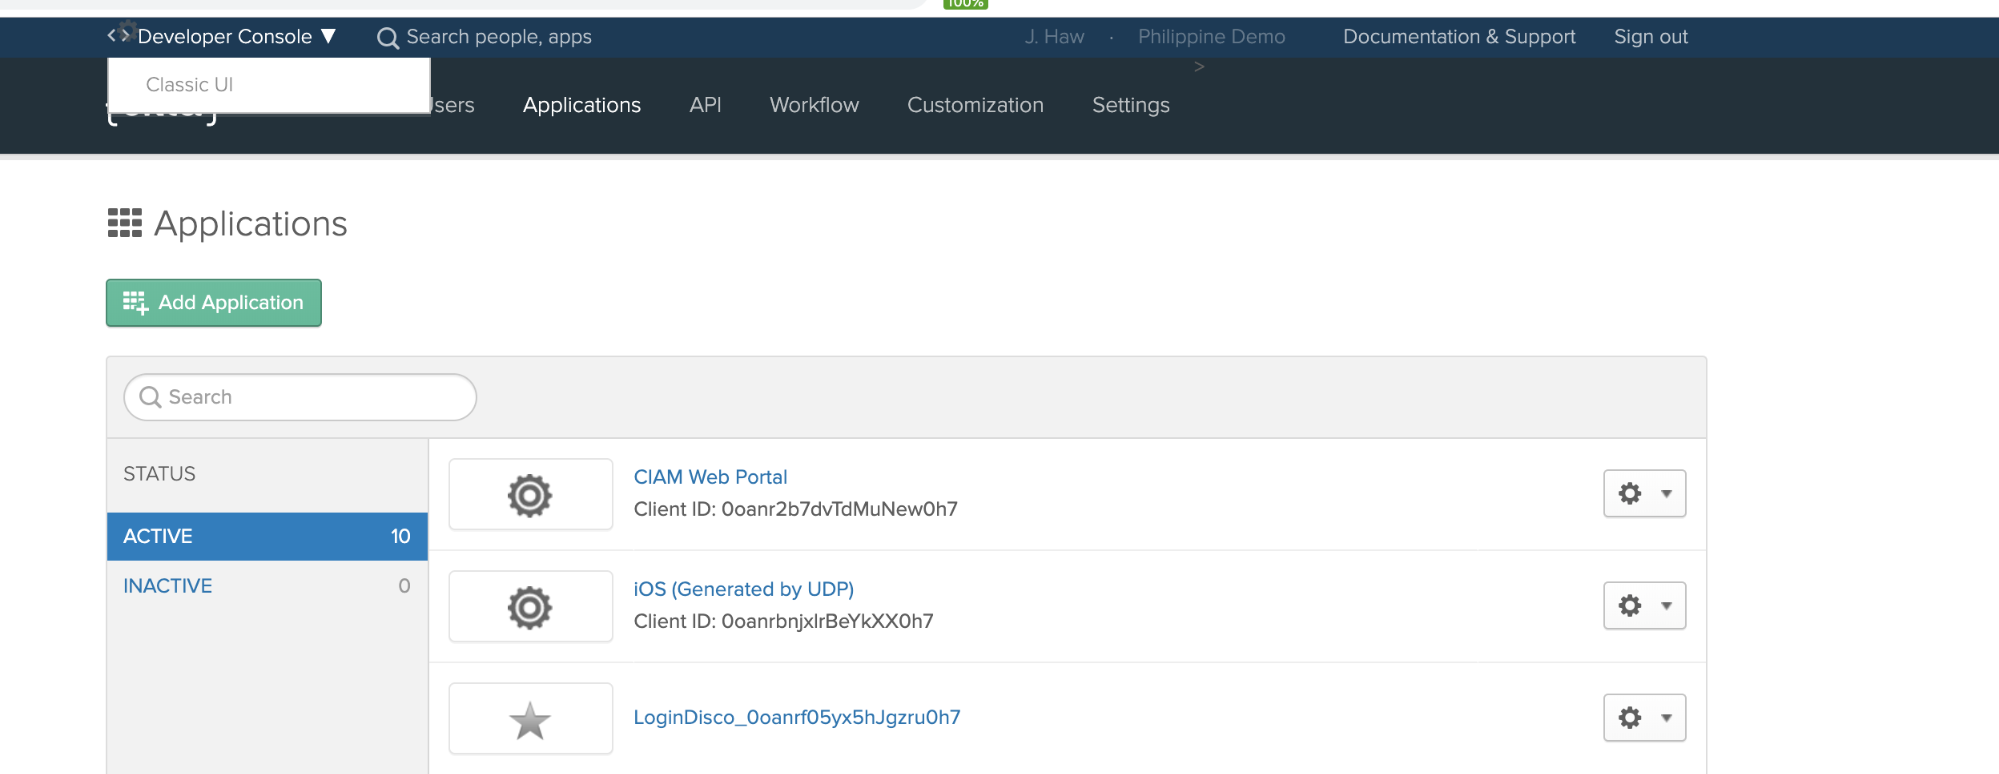 100%
<> Developer Console ▼ Search people, apps J. Haw · Philippine Demo Documentation & Support Sign out
>
Classic UI
Applications API Workflow Customization Settings
Applications
Add Application
Search
STATUS
ACTIVE 10
INACTIVE 0
CIAM Web Portal
Client ID: 0oanr2b7dvTdMuNew0h7
iOS (Generated by UDP)
Client ID: 0oanrbnjxlrBeYkXX0h7
LoginDisco_0oanrf05yx5hJgzru0h7